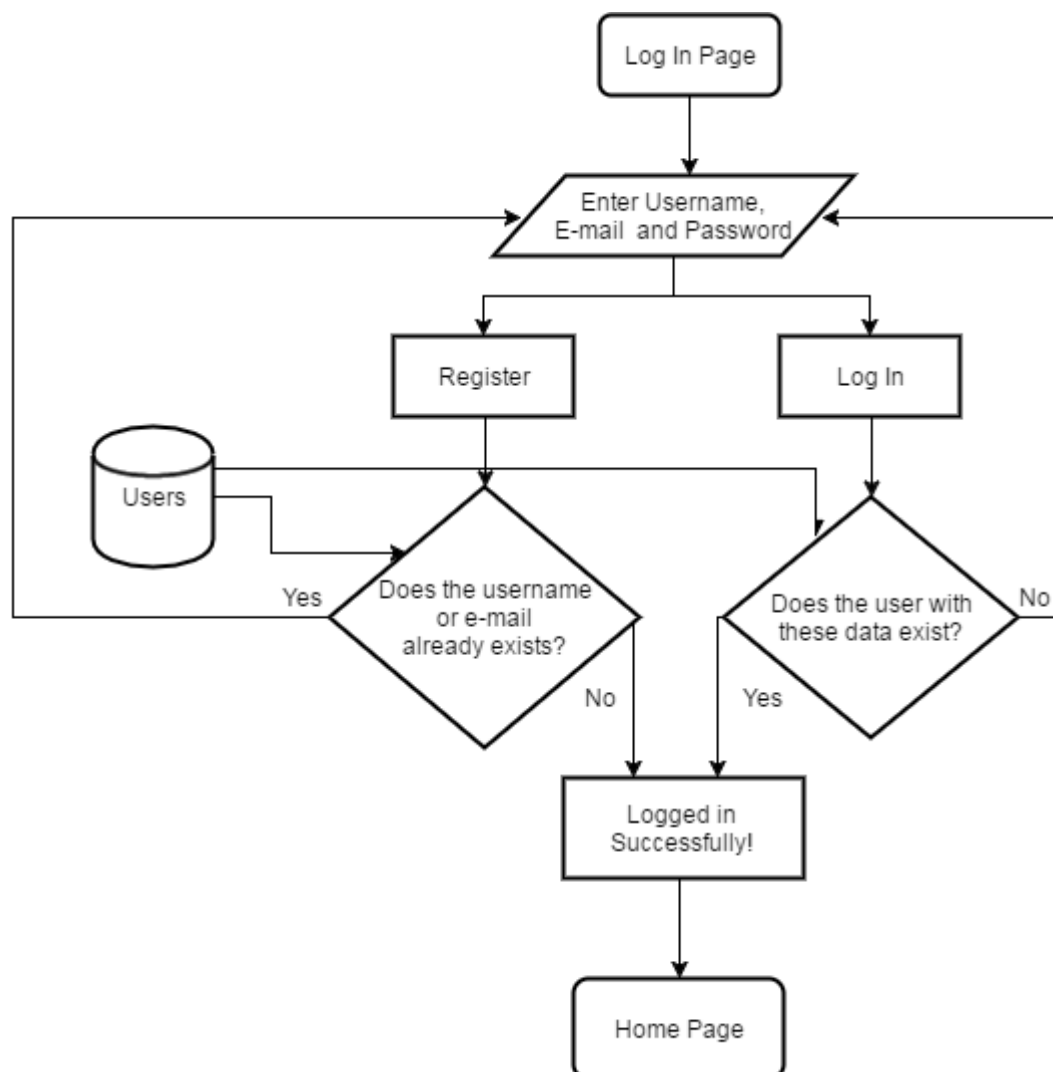 Log In Page
Enter Username,
E-mail and Password
Register
Log In
Users
Yes
Does the username
or e-mail
already exists?
No
Does the user with
these data exist?
No
Yes
Logged in
Successfully!
Home Page